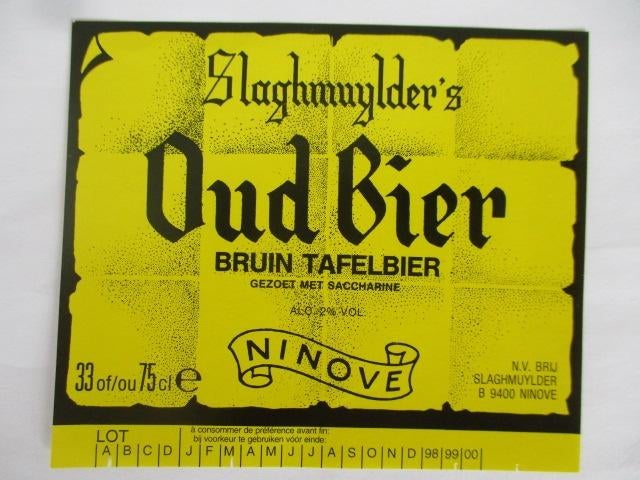 Slaghmuylder's
Oud Bier
BRUIN TAFELBIER
GEZOET MET SACCHARINE
ALC. 2% VOL.
NINOVE
33 of/ou 75 cl e
N.V. BRIJ
SLAGHMUYLDER
B 9400 NINOVE
LOT
à consommer de préférence avant fin:
bij voorkeur te gebruiken vóór einde:
A B C D J F M A M J J A S O N D 98 99 00